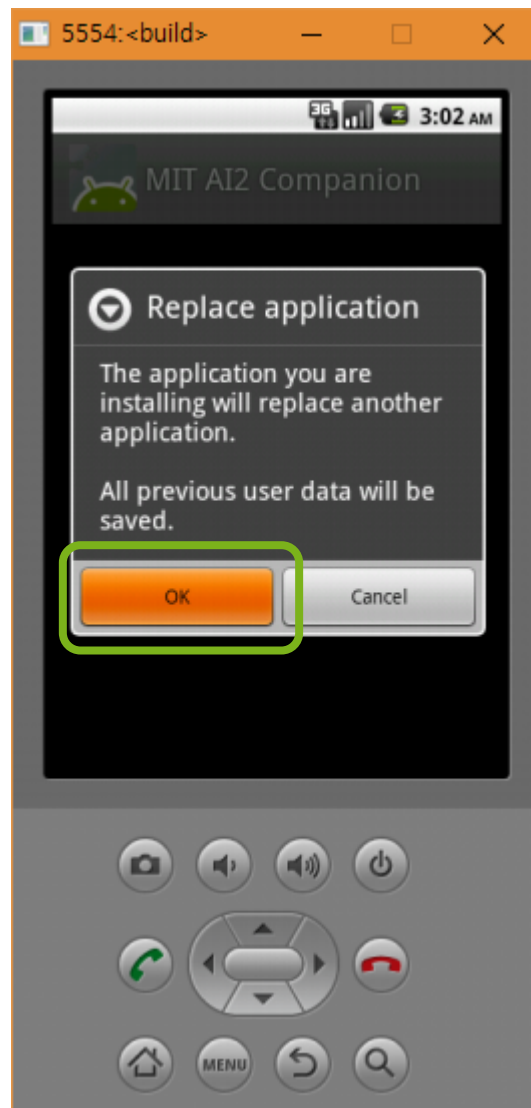 5554:<build>
3G 3:02 AM
MIT AI2 Companion
Replace application
The application you are
installing will replace another
application.
All previous user data will be
saved.
OK Cancel
MENU